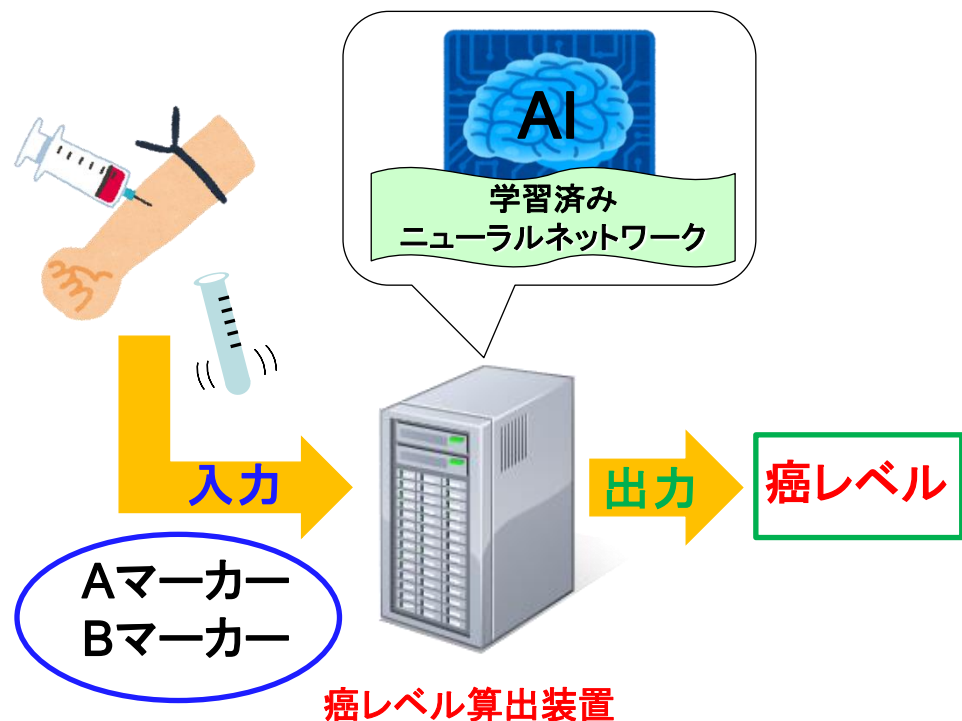 AI
学習済み
ニューラルネットワーク
入力
出力
癌レベル
Aマーカー
Bマーカー
癌レベル算出装置